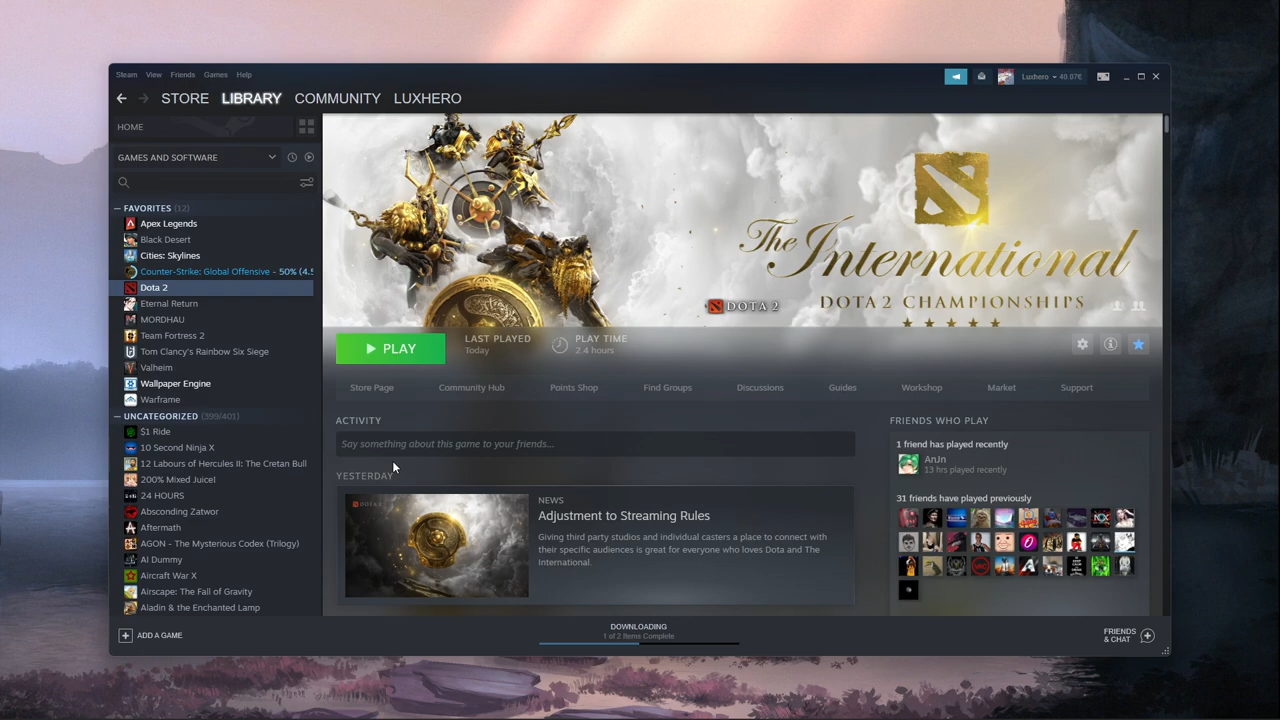 Steam View Friends Games Help
Luxhero 40.07€
STORE LIBRARY COMMUNITY LUXHERO
HOME
GAMES AND SOFTWARE
FAVORITES (12)
Apex Legends
Black Desert
Cities: Skylines
Counter-Strike: Global Offensive - 50% (4.5
Dota 2
Eternal Return
MORDHAU
Team Fortress 2
Tom Clancy's Rainbow Six Siege
Valheim
Wallpaper Engine
Warframe
UNCATEGORIZED (399/401)
$1 Ride
10 Second Ninja X
12 Labours of Hercules II: The Cretan Bull
200% Mixed Juice!
24 HOURS
Absconding Zatwor
Aftermath
AGON - The Mysterious Codex (Trilogy)
AI Dummy
Aircraft War X
Airscape: The Fall of Gravity
Aladin & the Enchanted Lamp
ADD A GAME
The International
DOTA 2
DOTA 2 CHAMPIONSHIPS
PLAY
LAST PLAYED
Today
PLAY TIME
2.4 hours
Store Page Community Hub Points Shop Find Groups Discussions Guides Workshop Market Support
ACTIVITY
Say something about this game to your friends...
YESTERDAY
DOTA 2
NEWS
Adjustment to Streaming Rules
Giving third party studios and individual casters a place to connect
with their specific audiences is great for everyone who loves Dota and The
International.
FRIENDS WHO PLAY
1 friend has played recently
ArJn
13 hrs played recently
31 friends have played previously
DOWNLOADING
1 of 2 Items Complete
FRIENDS
& CHAT